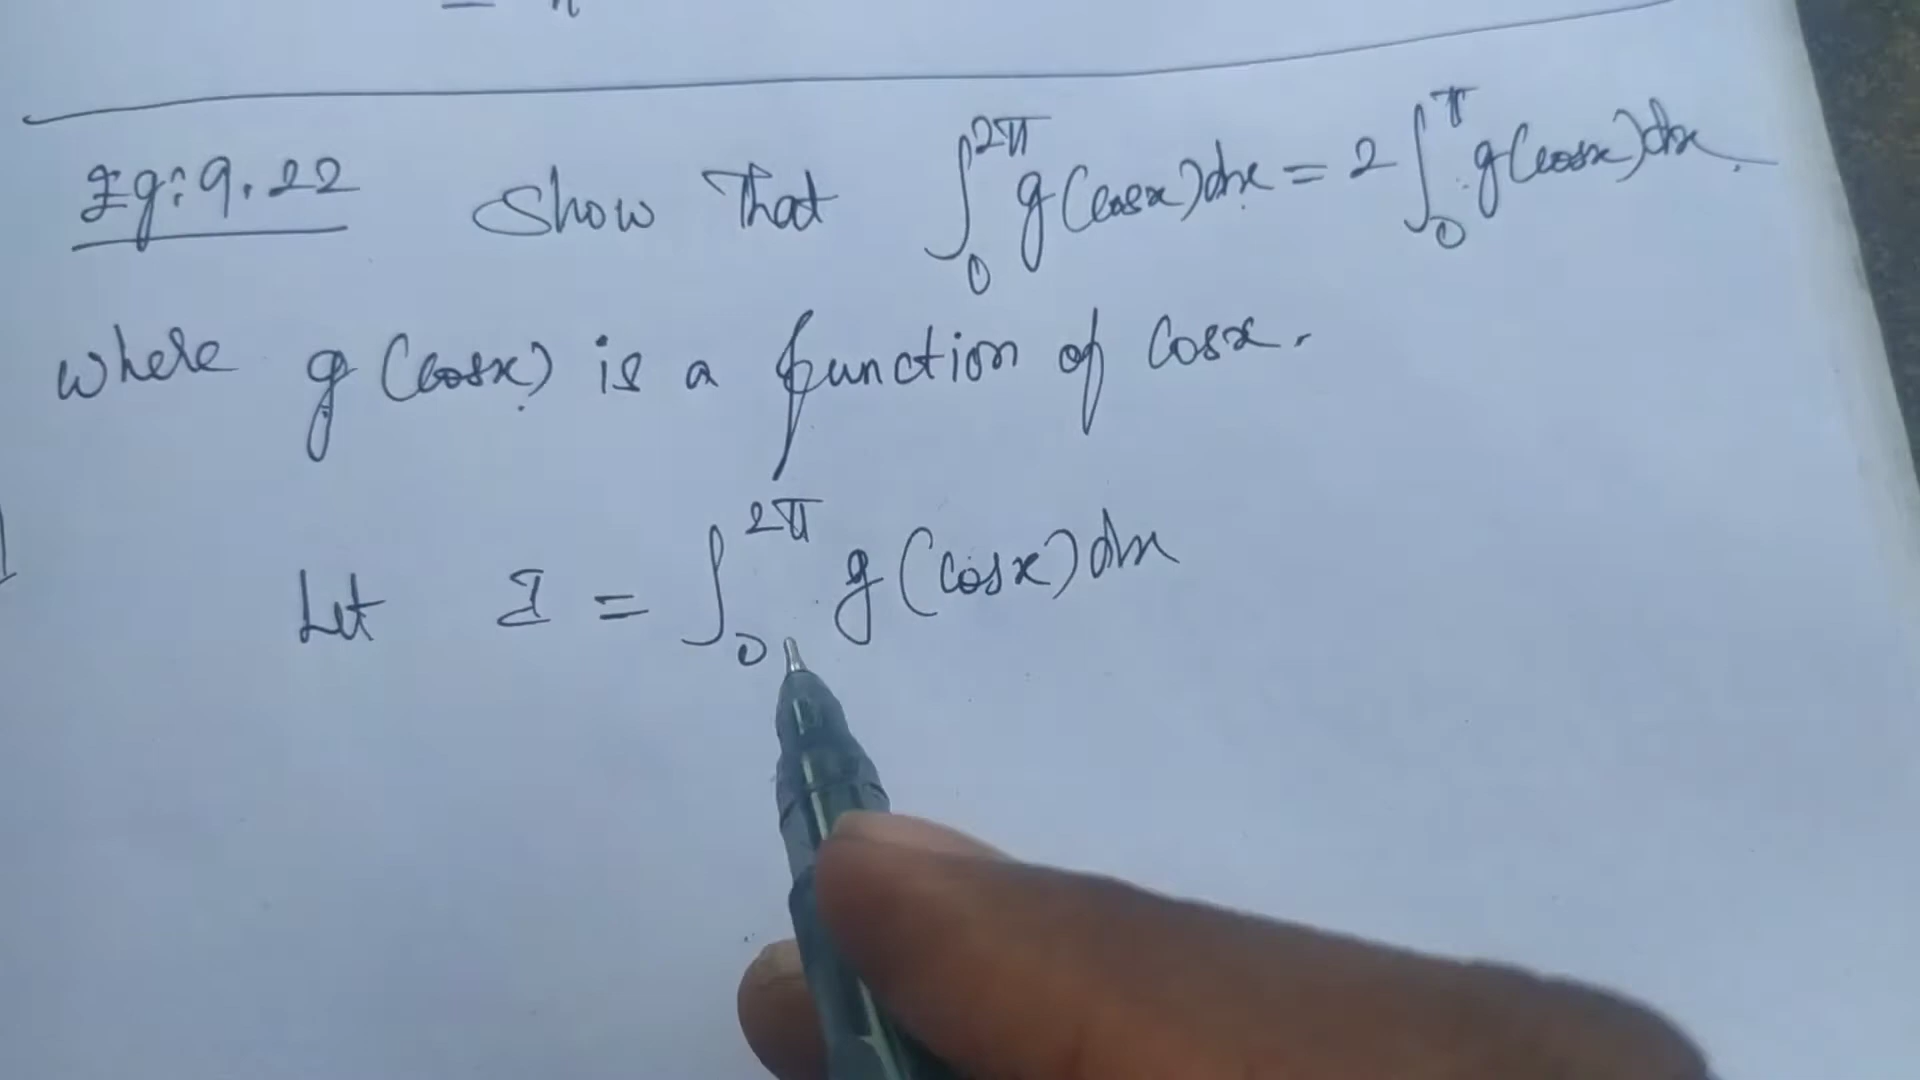 Eg: 9.22 Show That ∫₀^{2π} g(cosx)dx = 2∫₀^{π} g(cosx)dx.
where g(cosx) is a function of cosx.
Let I = ∫₀^{2π} g(cosx)dx